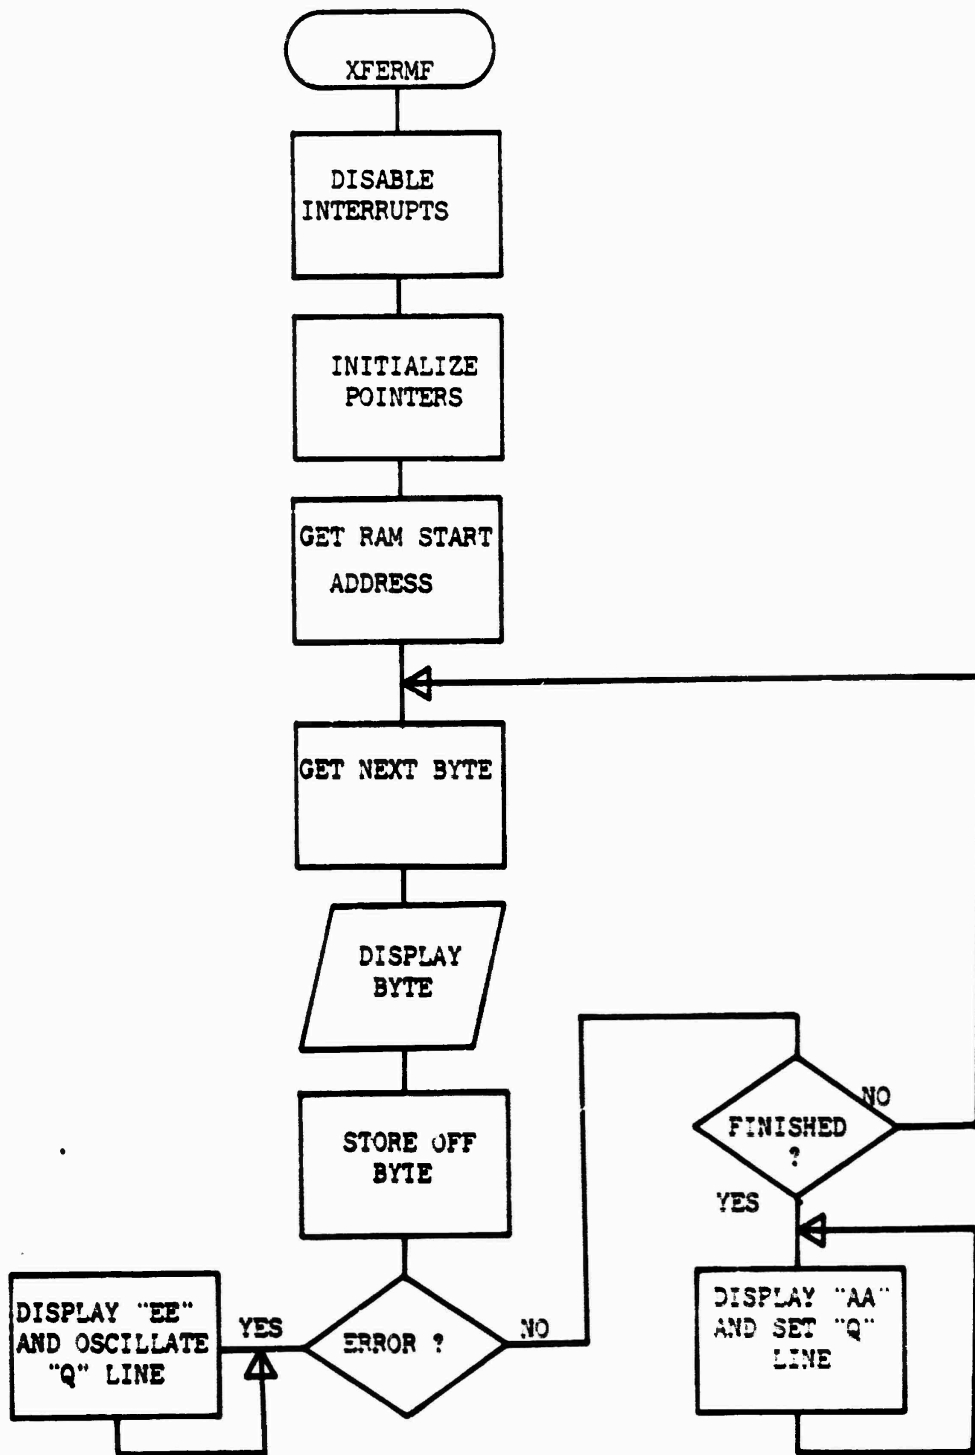 XFERMF
DISABLE
INTERRUPTS
INITIALIZE
POINTERS
GET RAM START
ADDRESS
GET NEXT BYTE
DISPLAY
BYTE
STORE OFF
BYTE
ERROR ?
YES
DISPLAY "EE"
AND OSCILLATE
"Q" LINE
NO
FINISHED
?
NO
YES
DISPLAY "AA"
AND SET "Q"
LINE